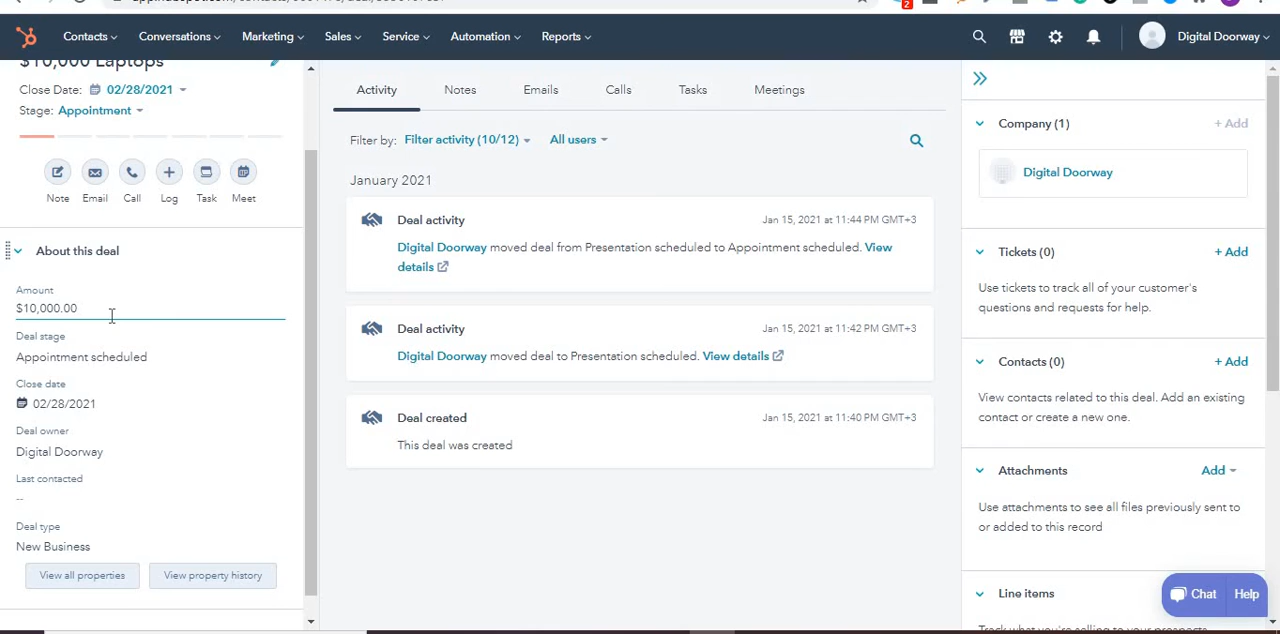 2
Contacts
Conversations
Marketing
Sales
Service
Automation
Reports
Digital Doorway
$10,000 Laptops
Close Date: 02/28/2021
Stage: Appointment
Note
Email
Call
Log
Task
Meet
About this deal
Amount
$10,000.00
Deal stage
Appointment scheduled
Close date
02/28/2021
Deal owner
Digital Doorway
Last contacted
--
Deal type
New Business
View all properties
View property history
Activity
Notes
Emails
Calls
Tasks
Meetings
Filter by: Filter activity (10/12) All users
January 2021
Deal activity
Jan 15, 2021 at 11:44 PM GMT+3
Digital Doorway moved deal from Presentation scheduled to Appointment scheduled. View
details
Deal activity
Jan 15, 2021 at 11:42 PM GMT+3
Digital Doorway moved deal to Presentation scheduled. View details
Deal created
Jan 15, 2021 at 11:40 PM GMT+3
This deal was created
Company (1)
+ Add
Digital Doorway
Tickets (0)
+ Add
Use tickets to track all of your customer's
questions and requests for help.
Contacts (0)
+ Add
View contacts related to this deal. Add an existing
contact or create a new one.
Attachments
Add
Use attachments to see all files previously sent to
or added to this record
Line items
Track what you're selling to your prospects
Chat
Help